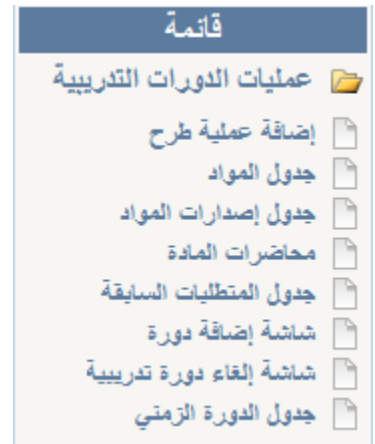 قائمة
عمليات الدورات التدريبية
إضافة عملية طرح
جدول المواد
جدول إصدارات المواد
محاضرات المادة
جدول المتطلبات السابقة
شاشة إضافة دورة
شاشة إلغاء دورة تدريبية
جدول الدورة الزمني